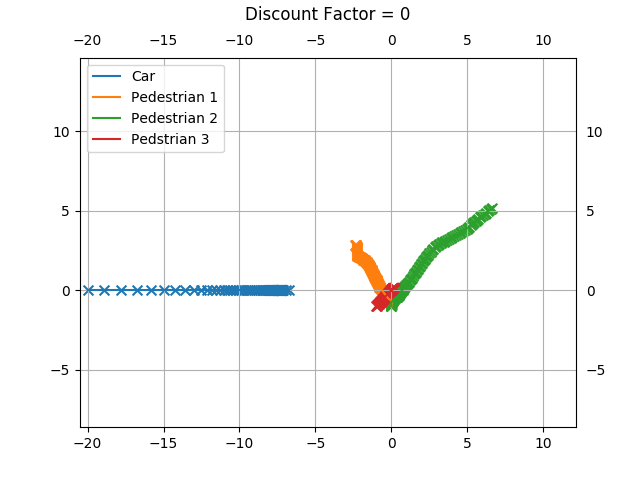 Discount Factor = 0
−20 −15 −10 −5 0 5 10
Car
Pedestrian 1
Pedestrian 2
Pedstrian 3
10 10
5 5
0 0
−5 −5
−20 −15 −10 −5 0 5 10